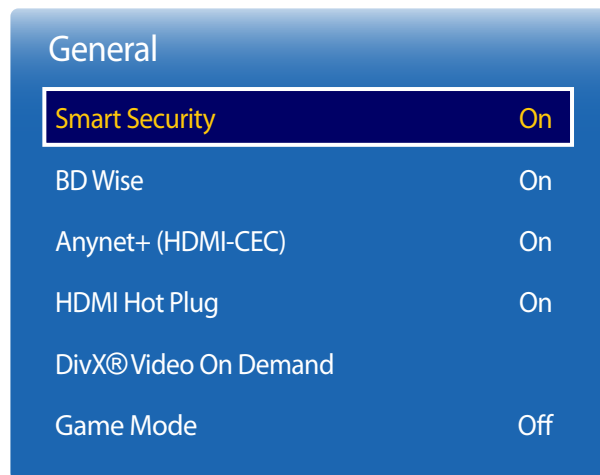 General
Smart Security On
BD Wise On
Anynet+ (HDMI-CEC) On
HDMI Hot Plug On
DivX® Video On Demand
Game Mode Off